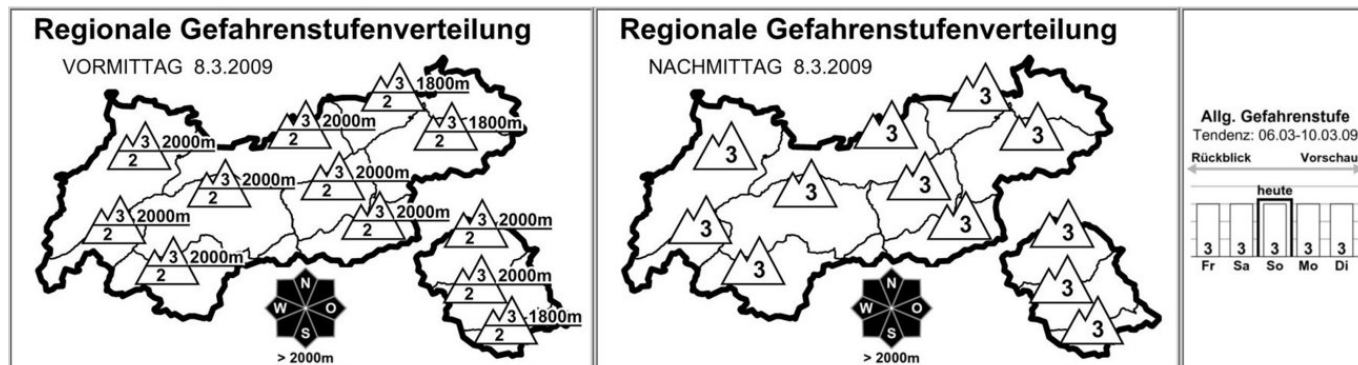 Regionale Gefahrenstufenverteilung
VORMITTAG 8.3.2009
3 1800m
2
3 2000m
2
3 1800m
2
3 2000m
2
3 2000m
2
3 2000m
2
3 2000m
2
3 2000m
2
3 2000m
2
3 2000m
2
3 2000m
2
3 1800m
2
N
W O
S
> 2000m
Regionale Gefahrenstufenverteilung
NACHMITTAG 8.3.2009
3
3
3
3
3
3
3
3
3
3
3
3
N
W O
S
> 2000m
Allg. Gefahrenstufe
Tendenz: 06.03-10.03.09
Rückblick Vorschau
heute
3 3 3 3 3
Fr Sa So Mo Di